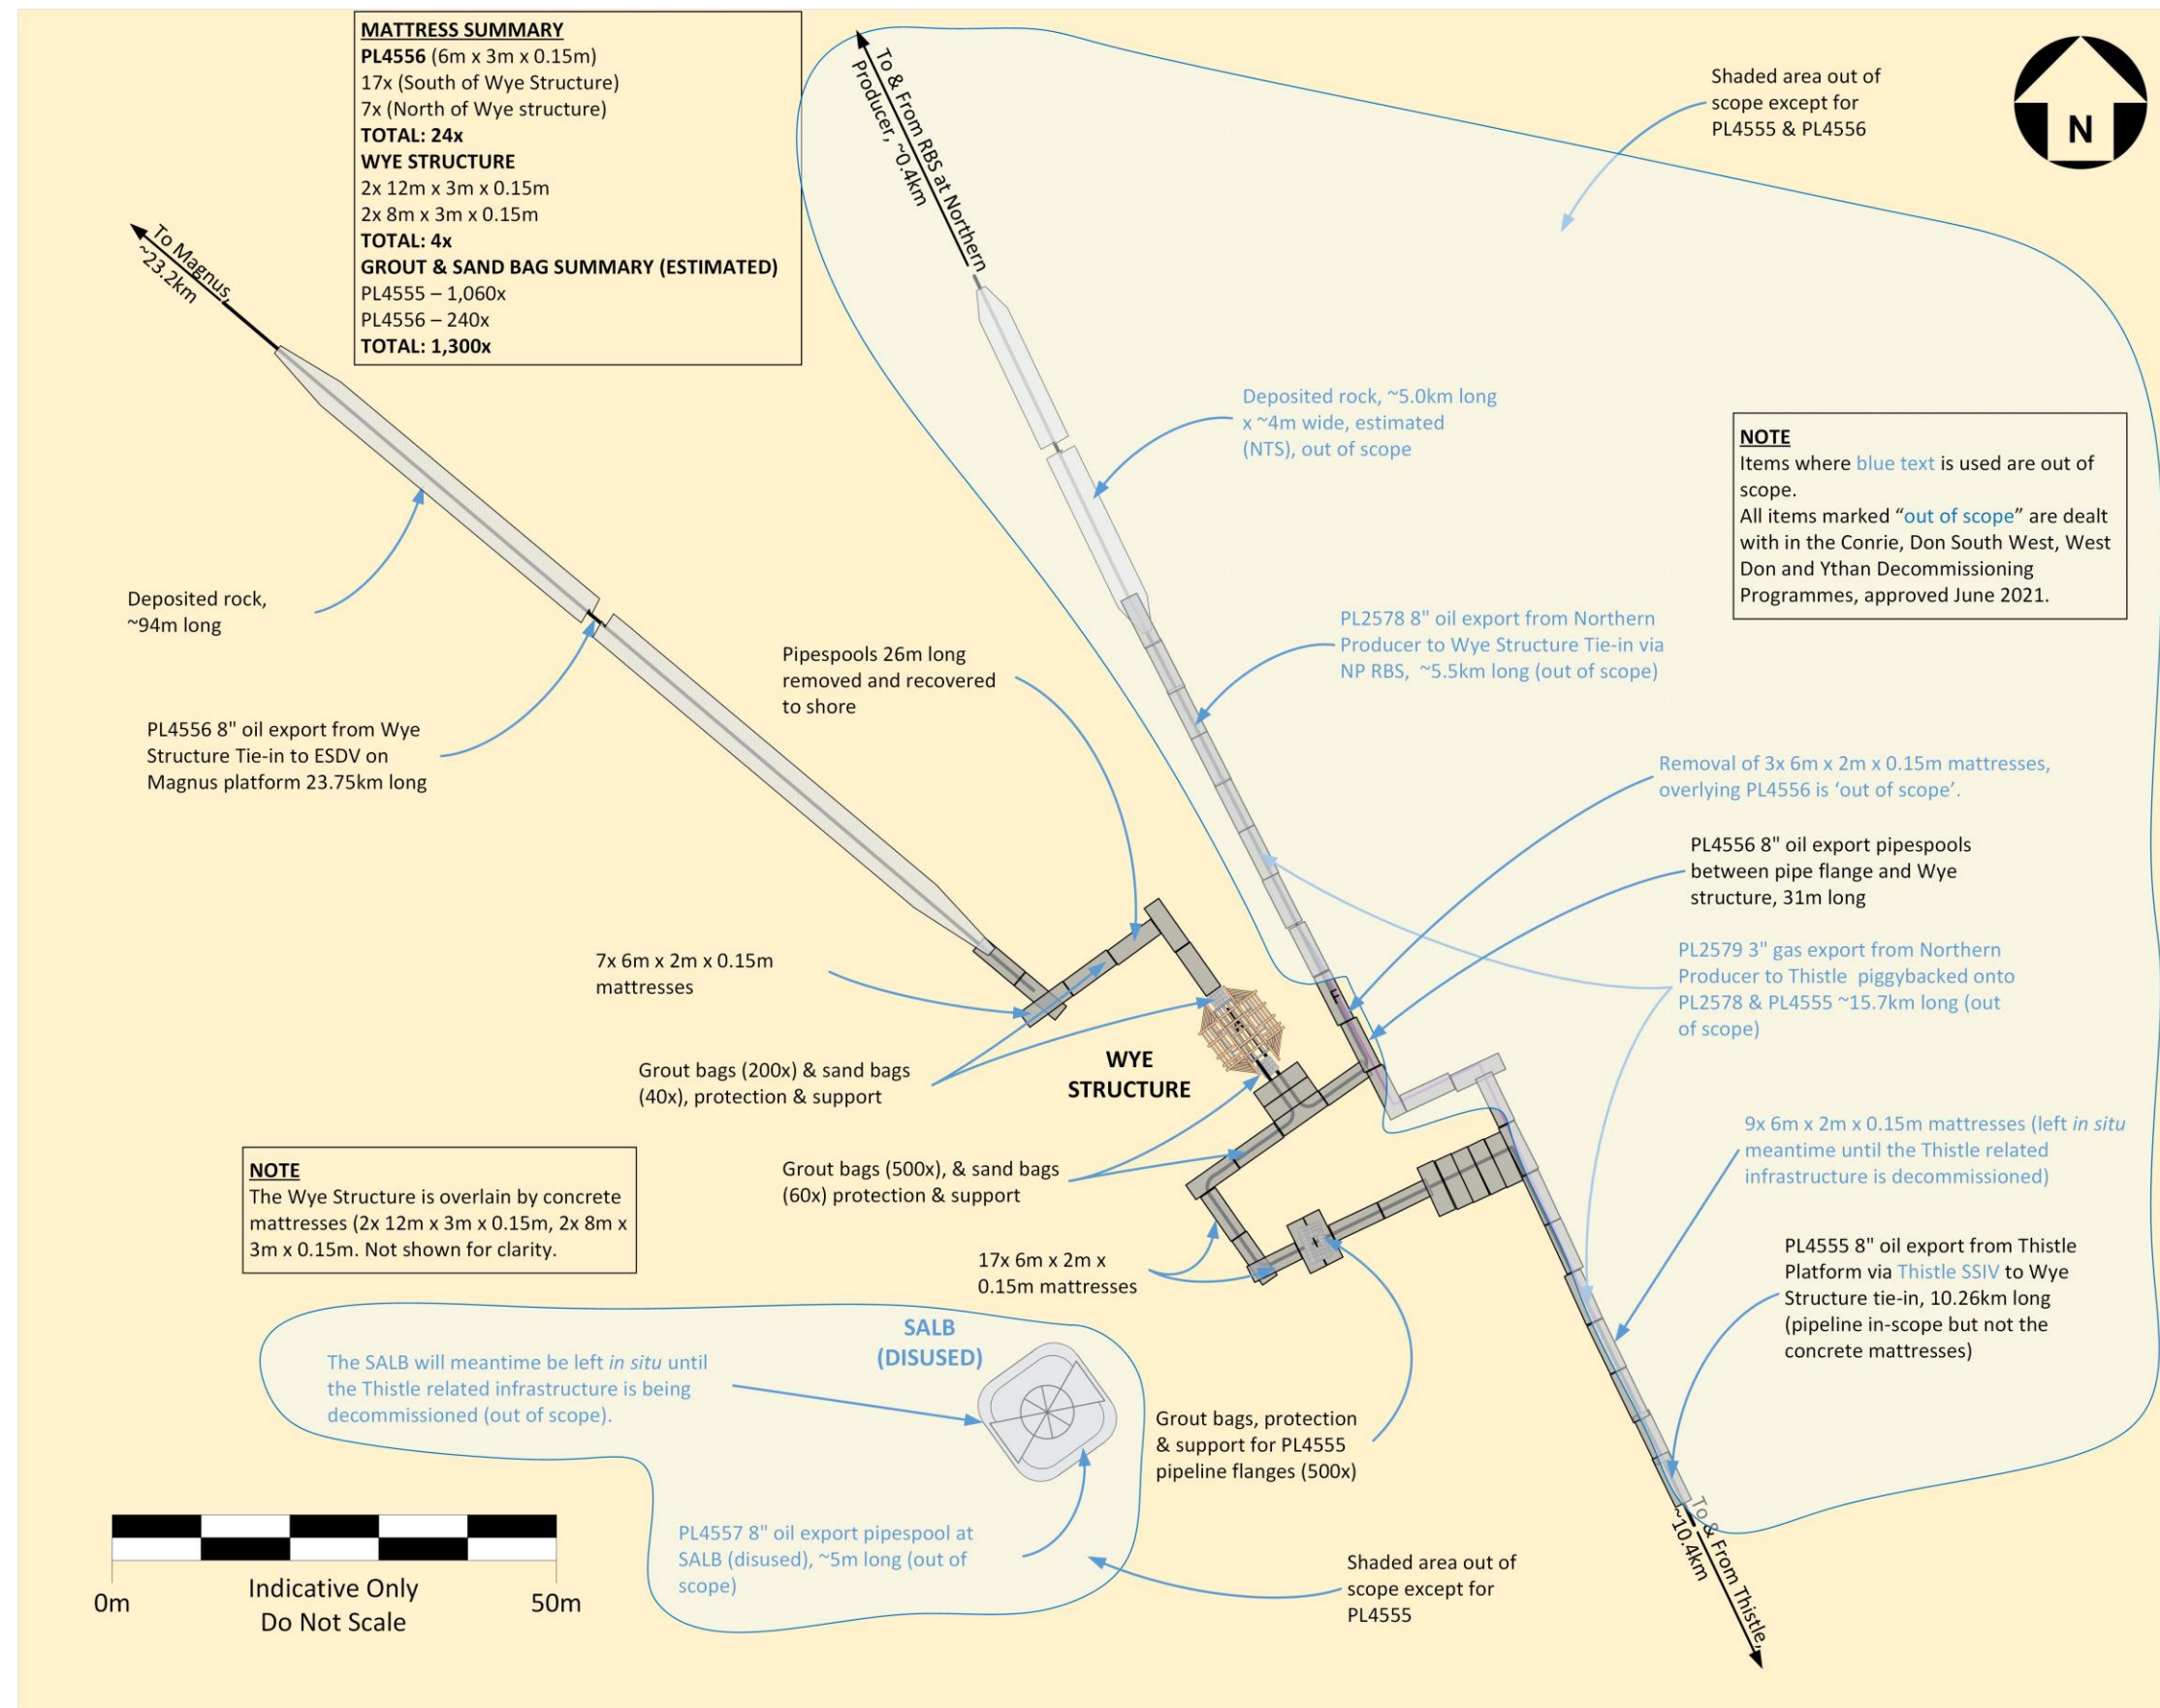 MATTRESS SUMMARY
PL4556 (6m x 3m x 0.15m)
17x (South of Wye Structure)
7x (North of Wye structure)
TOTAL: 24x
WYE STRUCTURE
2x 12m x 3m x 0.15m
2x 8m x 3m x 0.15m
TOTAL: 4x
GROUT & SAND BAG SUMMARY (ESTIMATED)
PL4555 – 1,060x
PL4556 – 240x
TOTAL: 1,300x
To & From RBS at Northern
Producer, ~0.4km
Shaded area out of
scope except for
PL4555 & PL4556
N
To Magnus,
~23.2km
Deposited rock, ~5.0km long
x ~4m wide, estimated
(NTS), out of scope
NOTE
Items where blue text is used are out of
scope.
All items marked “out of scope” are dealt
with in the Conrie, Don South West, West
Don and Ythan Decommissioning
Programmes, approved June 2021.
Deposited rock,
~94m long
PL2578 8" oil export from Northern
Producer to Wye Structure Tie-in via
NP RBS, ~5.5km long (out of scope)
Pipespools 26m long
removed and recovered
to shore
PL4556 8" oil export from Wye
Structure Tie-in to ESDV on
Magnus platform 23.75km long
Removal of 3x 6m x 2m x 0.15m mattresses,
overlying PL4556 is ‘out of scope’.
PL4556 8" oil export pipespools
between pipe flange and Wye
structure, 31m long
7x 6m x 2m x 0.15m
mattresses
PL2579 3" gas export from Northern
Producer to Thistle piggybacked onto
PL2578 & PL4555 ~15.7km long (out
of scope)
Grout bags (200x) & sand bags
(40x), protection & support
WYE
STRUCTURE
9x 6m x 2m x 0.15m mattresses (left in situ
meantime until the Thistle related
infrastructure is decommissioned)
NOTE
The Wye Structure is overlain by concrete
mattresses (2x 12m x 3m x 0.15m, 2x 8m x
3m x 0.15m. Not shown for clarity.
Grout bags (500x), & sand bags
(60x) protection & support
17x 6m x 2m x
0.15m mattresses
PL4555 8" oil export from Thistle
Platform via Thistle SSIV to Wye
Structure tie-in, 10.26km long
(pipeline in-scope but not the
concrete mattresses)
SALB
(DISUSED)
The SALB will meantime be left in situ until
the Thistle related infrastructure is being
decommissioned (out of scope).
Grout bags, protection
& support for PL4555
pipeline flanges (500x)
PL4557 8" oil export pipespool at
SALB (disused), ~5m long (out of
scope)
Shaded area out of
scope except for
PL4555
To & From Thistle,
~10.4km
0m
Indicative Only
Do Not Scale
50m